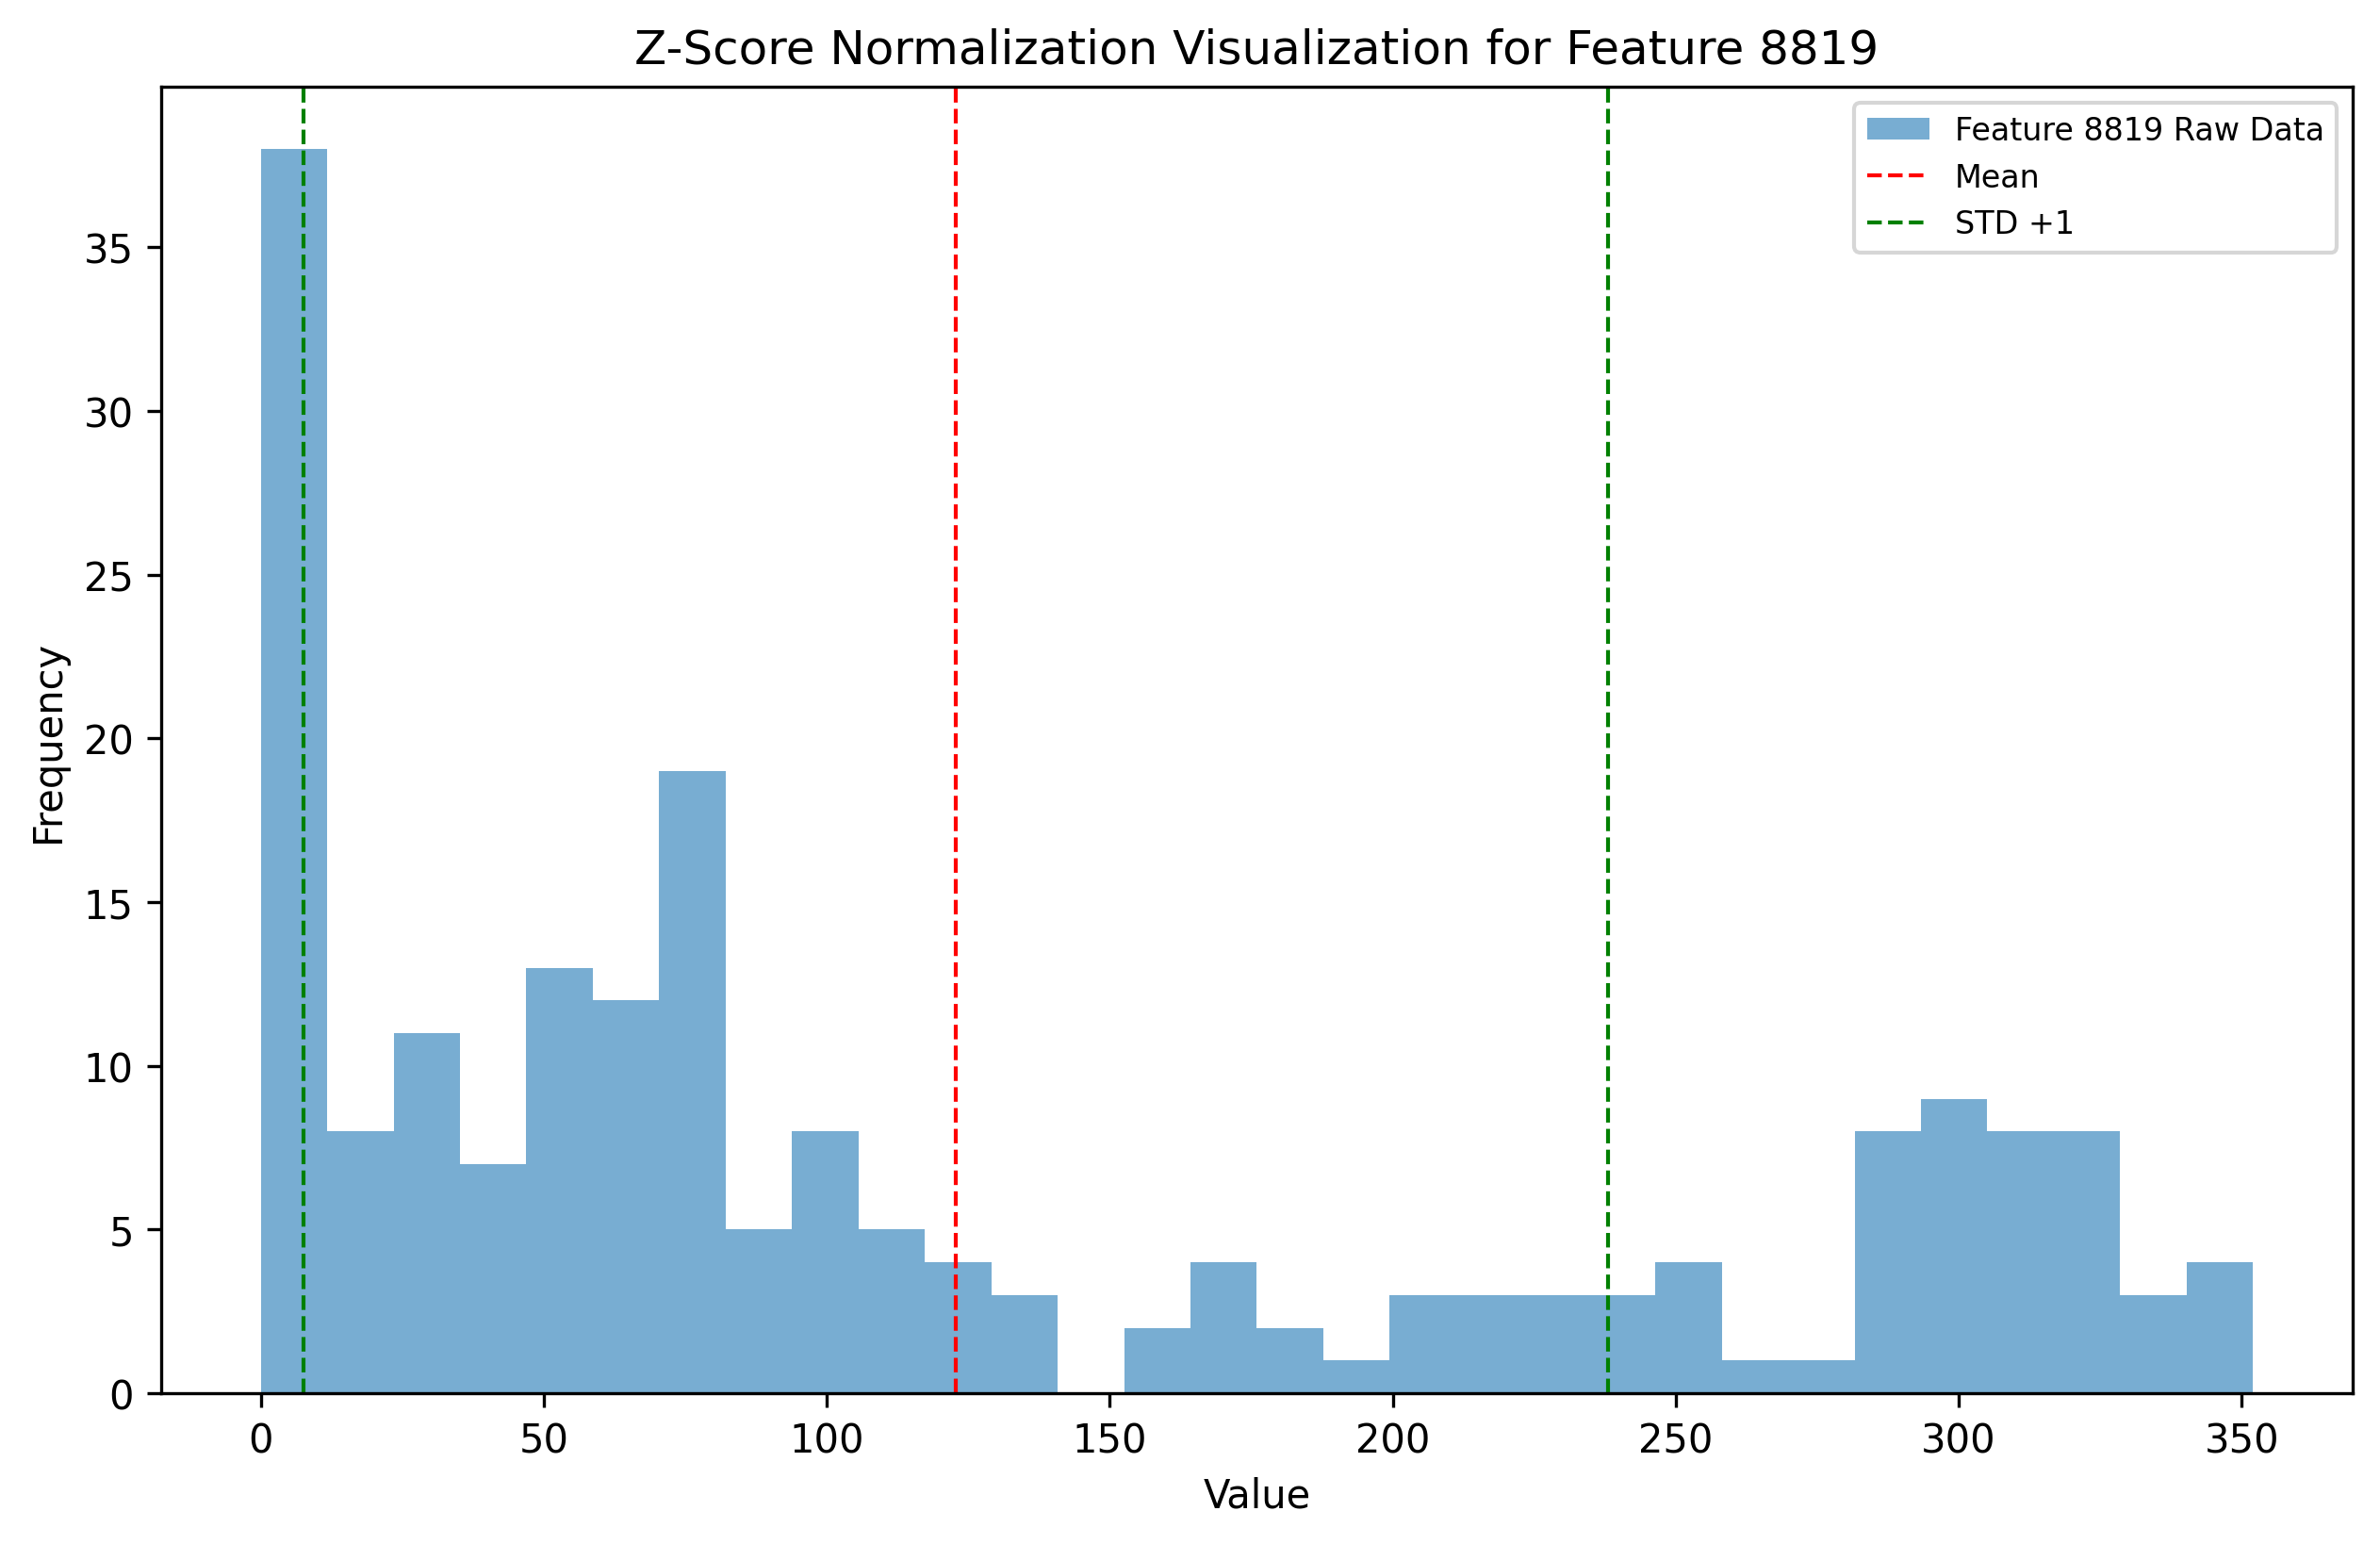 Z-Score Normalization Visualization for Feature 8819
Feature 8819 Raw Data
Mean
STD +1
Frequency
35
30
25
20
15
10
5
0
0 50 100 150 200 250 300 350
Value